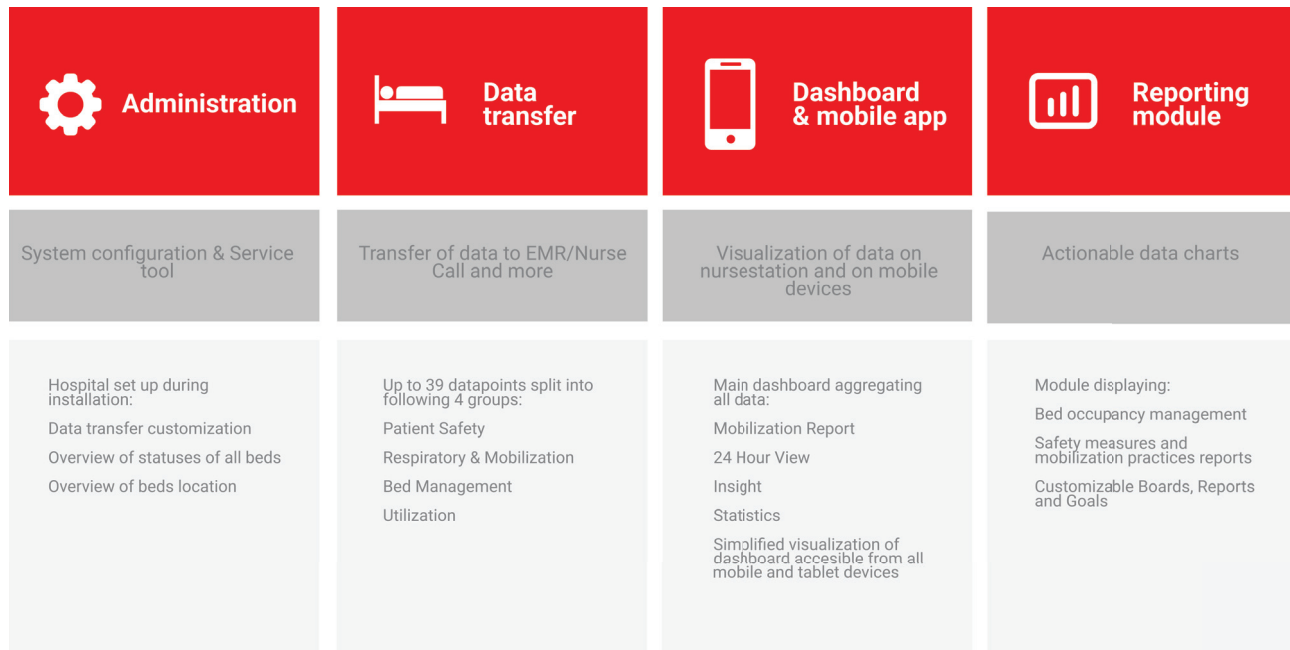 Administration
System configuration & Service
tool
Hospital set up during
installation:
Data transfer customization
Overview of statuses of all beds
Overview of beds location
Data
transfer
Transfer of data to EMR/Nurse
Call and more
Up to 39 datapoints split into
following 4 groups:
Patient Safety
Respiratory & Mobilization
Bed Management
Utilization
Dashboard
& mobile app
Visualization of data on
nursestation and on mobile
devices
Main dashboard aggregating
all data:
Mobilization Report
24 Hour View
Insight
Statistics
Simplified visualization of
dashboard accesible from all
mobile and tablet devices
Reporting
module
Actionable data charts
Module displaying:
Bed occupancy management
Safety measures and
mobilization practices reports
Customizable Boards, Reports
and Goals